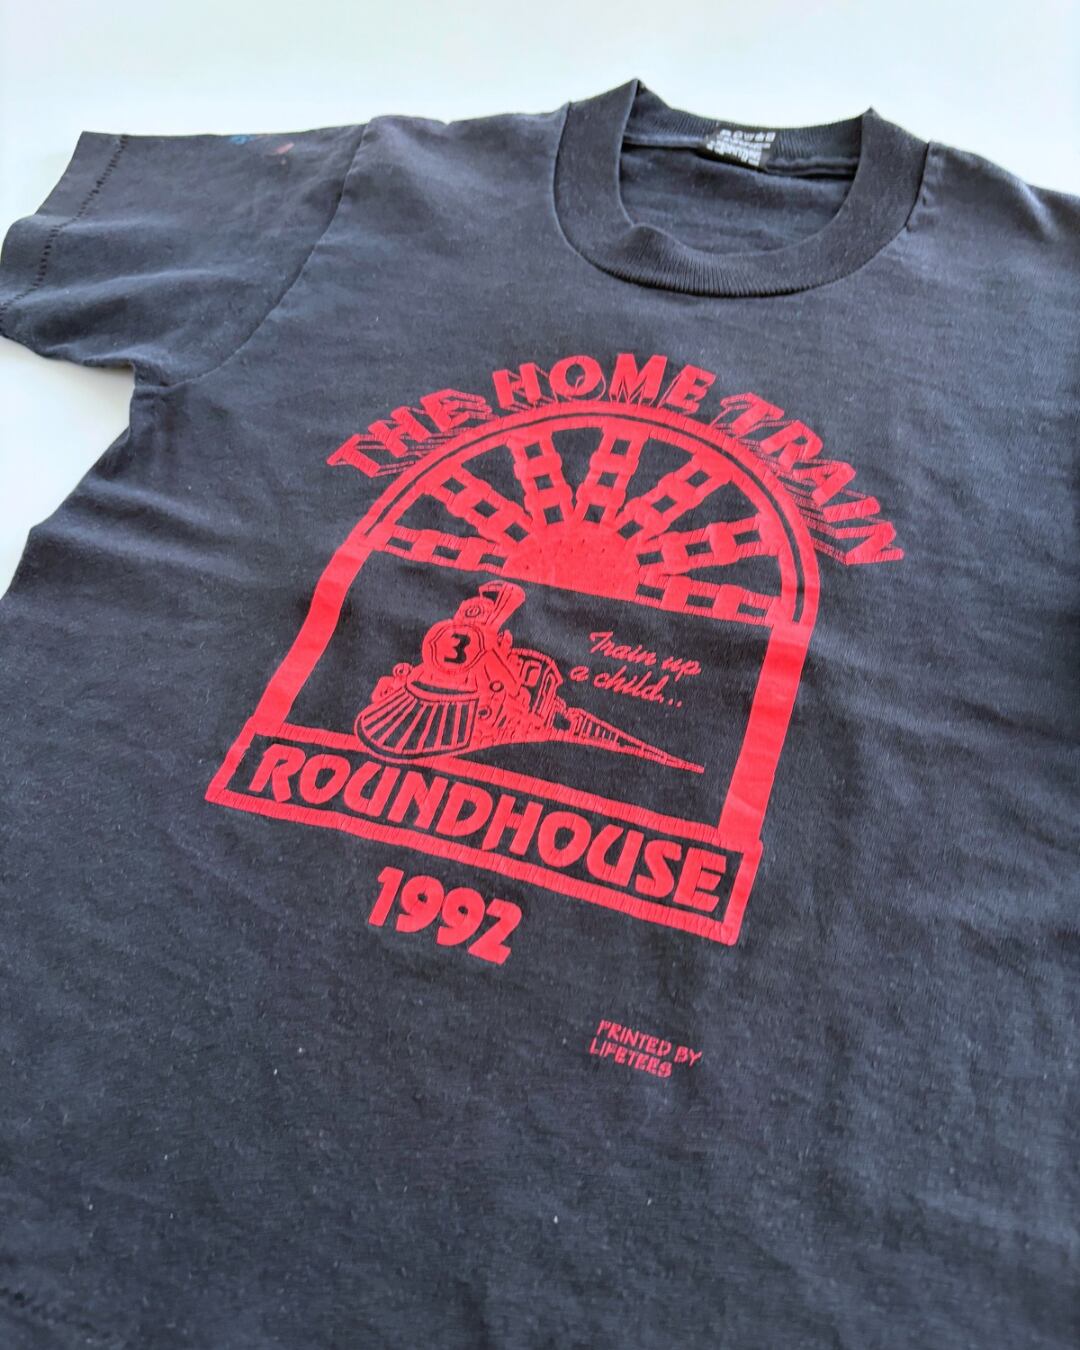 THE HOME TRAIN
3
Train up
a child...
ROUNDHOUSE
1992
PRINTED BY
LIFETEES